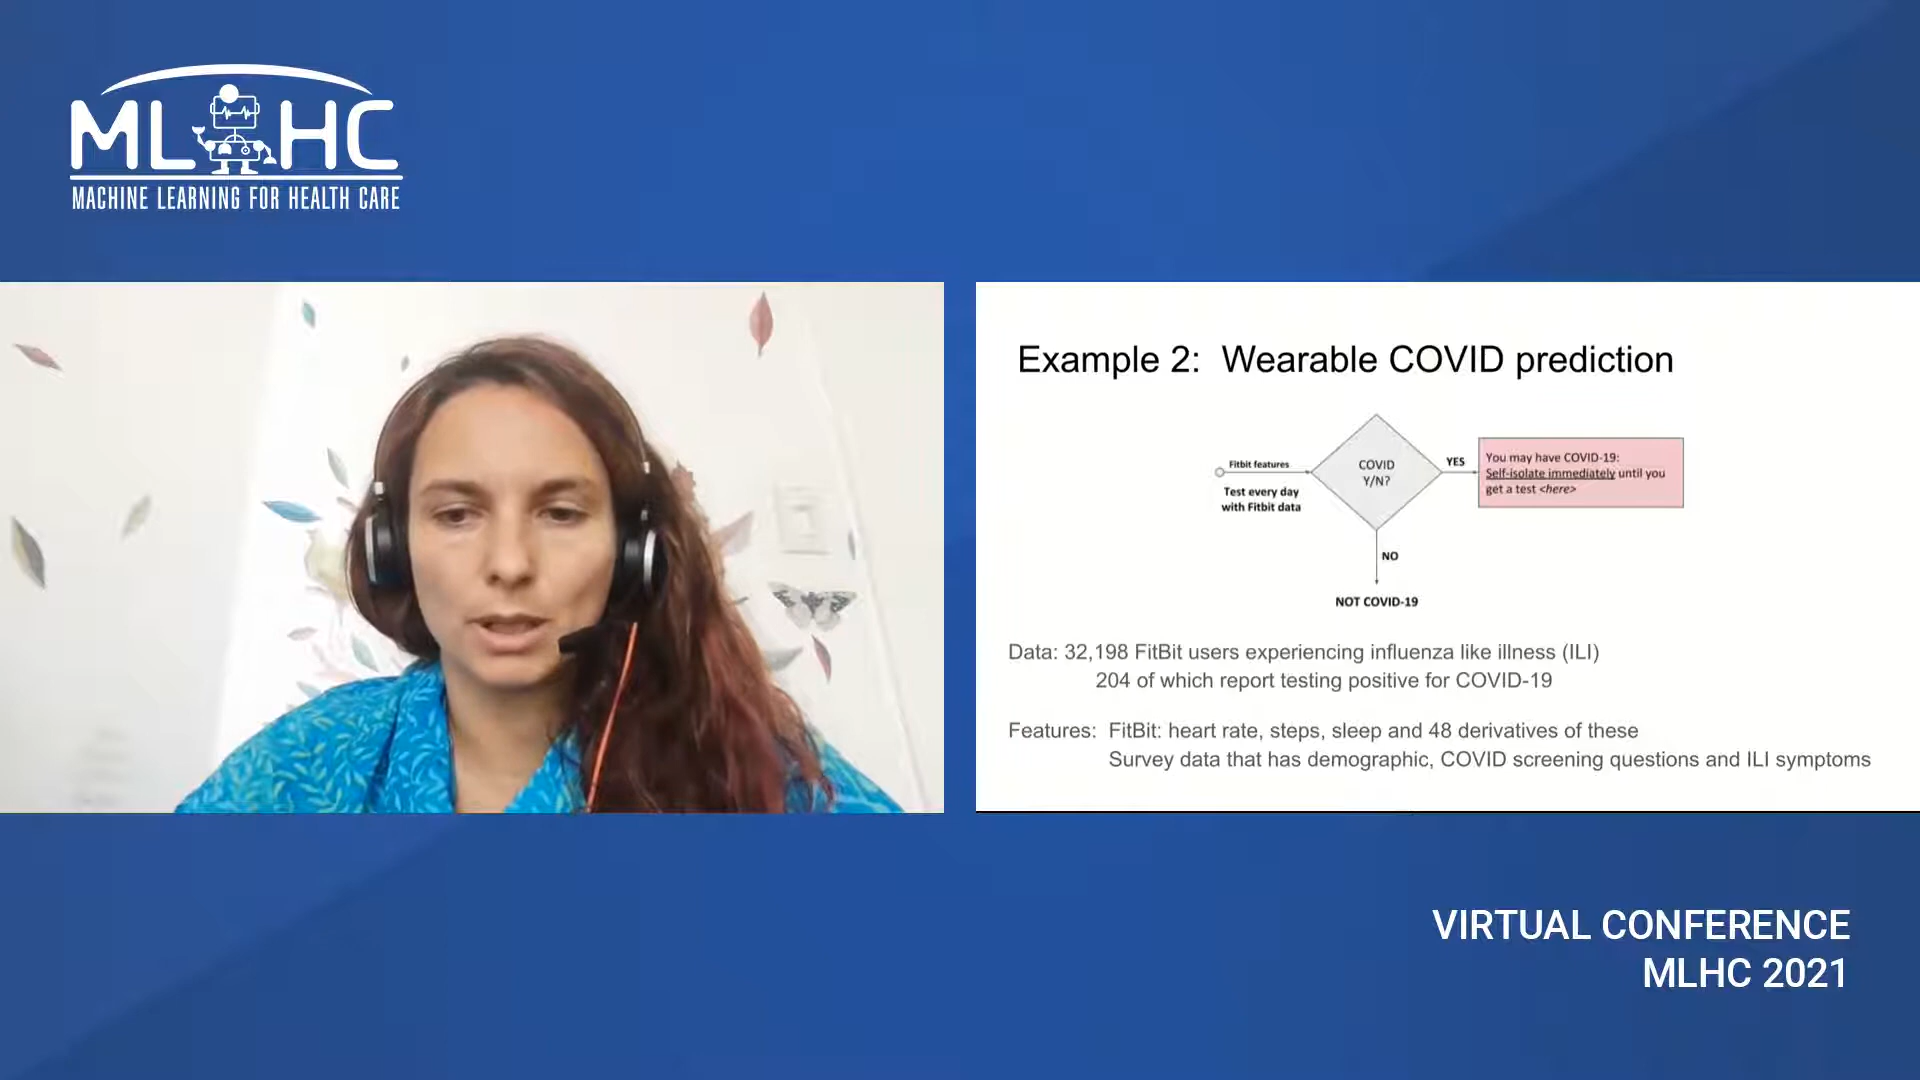 ML HC
MACHINE LEARNING FOR HEALTH CARE
Example 2: Wearable COVID prediction
Fitbit features
Test every day
with Fitbit data
COVID
Y/N?
YES
You may have COVID-19:
Self-isolate immediately until you
get a test <here>
NO
NOT COVID-19
Data: 32,198 FitBit users experiencing influenza like illness (ILI)
204 of which report testing positive for COVID-19
Features: FitBit: heart rate, steps, sleep and 48 derivatives of these
Survey data that has demographic, COVID screening questions and ILI symptoms
VIRTUAL CONFERENCE
MLHC 2021